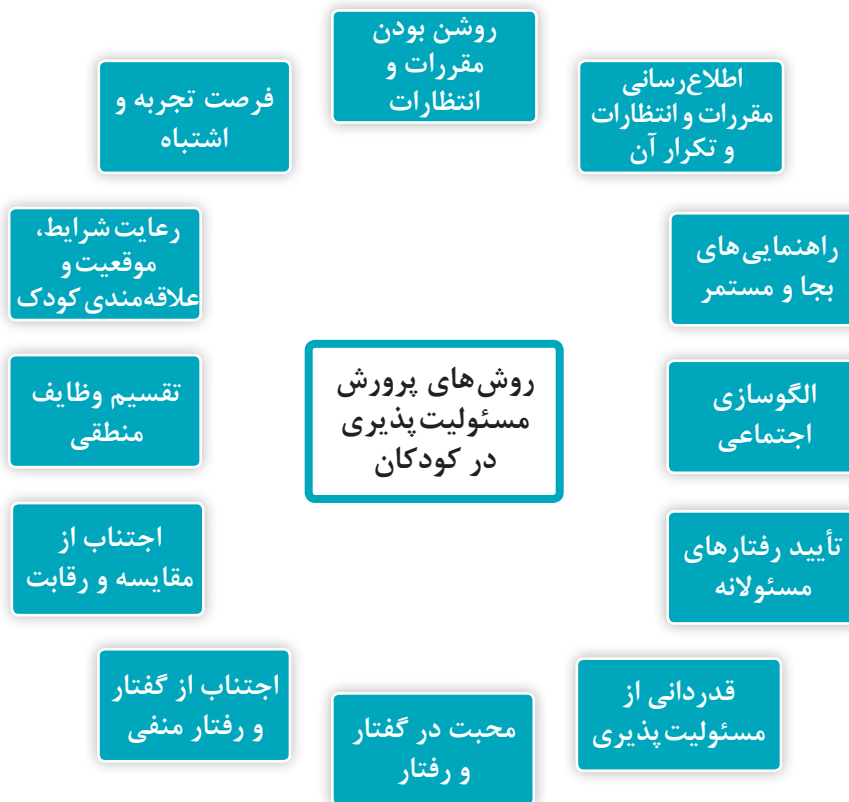 روشن بودن
مقررات و
انتظارات
اطلاع‌رسانی
مقررات و انتظارات
و تکرار آن
فرصت تجربه و
اشتباه
راهنمایی‌های
بجا و مستمر
رعایت شرایط،
موقعیت و
علاقه‌مندی کودک
روش‌های پرورش
مسئولیت‌پذیری
در کودکان
الگوسازی
اجتماعی
تقسیم وظایف
منطقی
تأیید رفتارهای
مسئولانه
اجتناب از
مقایسه و رقابت
قدردانی از
مسئولیت‌پذیری
محبت در گفتار
و رفتار
اجتناب از گفتار
و رفتار منفی